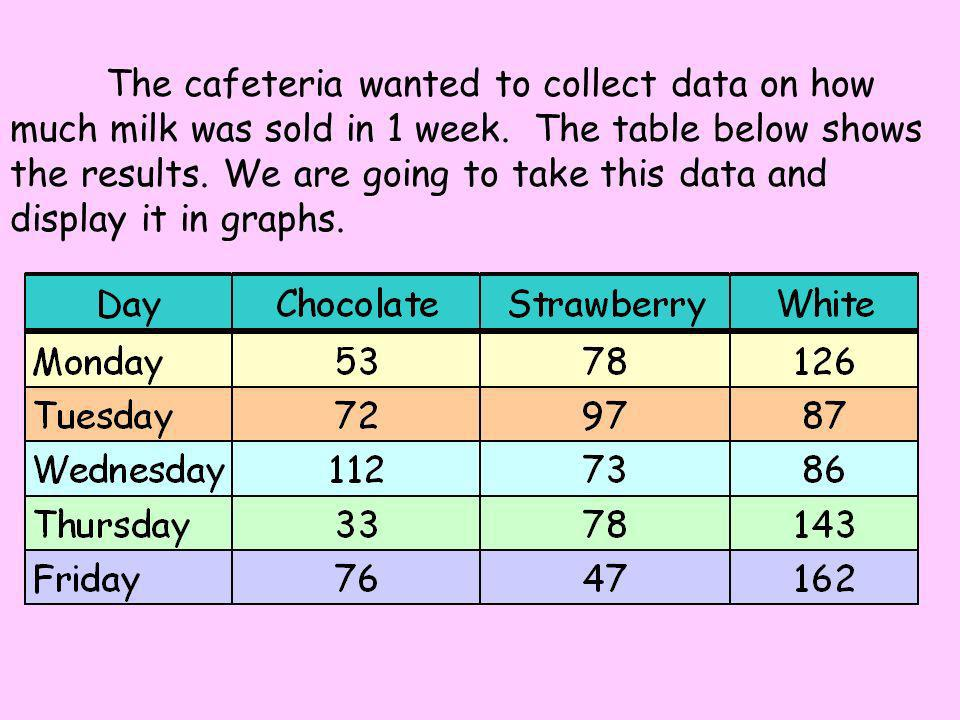 The cafeteria wanted to collect data on how
much milk was sold in 1 week. The table below shows
the results. We are going to take this data and
display it in graphs.
Day Chocolate Strawberry White
Monday 53 78 126
Tuesday 72 97 87
Wednesday 112 73 86
Thursday 33 78 143
Friday 76 47 162